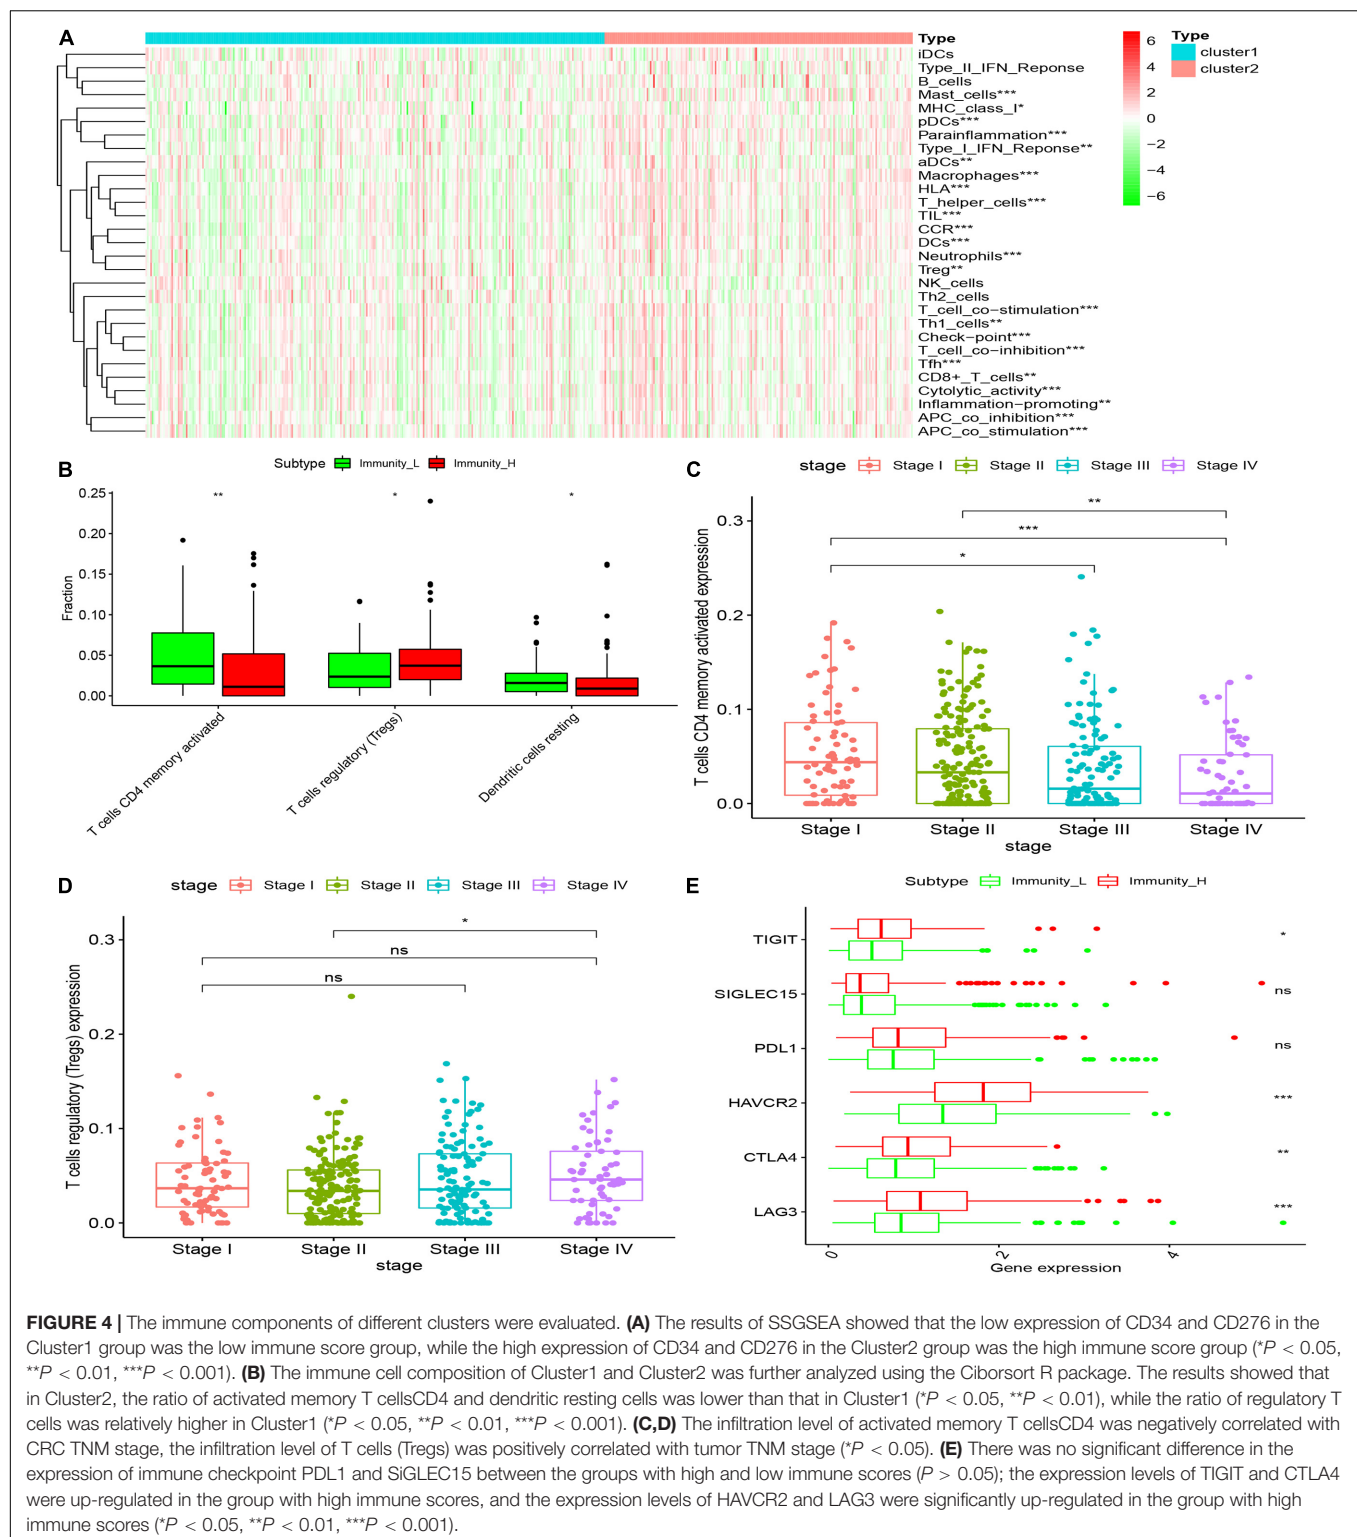 A
Type
iDCs
Type_II_IFN_Reponse
B_cells
Mast_cells***
MHC_class_I*
pDCs***
Parainflammation***
Type_I_IFN_Reponse**
aDCs**
Macrophages***
HLA***
T_helper_cells***
TIL***
CCR***
DCs***
Neutrophils***
Treg**
NK_cells
Th2_cells
T_cell_co−stimulation***
Th1_cells**
Check−point***
T_cell_co−inhibition***
Tfh***
CD8+_T_cells**
Cytolytic_activity***
Inflammation−promoting**
APC_co_inhibition***
APC_co_stimulation***
6
4
2
0
−2
−4
−6
Type
cluster1
cluster2
B
Subtype Immunity_L Immunity_H
** * *
0.25
0.20
0.15
0.10
0.05
0.00
Fraction
T cells CD4 memory activated
T cells regulatory (Tregs)
Dendritic cells resting
C
stage Stage I Stage II Stage III Stage IV
**
***
*
0.3
0.2
0.1
0.0
T cells CD4 memory activated expression
Stage I Stage II Stage III Stage IV
stage
D
stage Stage I Stage II Stage III Stage IV
*
ns
ns
0.3
0.2
0.1
0.0
T cells regulatory (Tregs) expression
Stage I Stage II Stage III Stage IV
stage
E
Subtype Immunity_L Immunity_H
TIGIT *
SIGLEC15 ns
PDL1 ns
HAVCR2 ***
CTLA4 **
LAG3 ***
0 2 4
Gene expression
FIGURE 4 | The immune components of different clusters were evaluated. (A) The results of SSGSEA showed that the low expression of CD34 and CD276 in the
Cluster1 group was the low immune score group, while the high expression of CD34 and CD276 in the Cluster2 group was the high immune score group (*P < 0.05,
**P < 0.01, ***P < 0.001). (B) The immune cell composition of Cluster1 and Cluster2 was further analyzed using the Ciborsort R package. The results showed that
in Cluster2, the ratio of activated memory T cellsCD4 and dendritic resting cells was lower than that in Cluster1 (*P < 0.05, **P < 0.01), while the ratio of regulatory T
cells was relatively higher in Cluster1 (*P < 0.05, **P < 0.01, ***P < 0.001). (C,D) The infiltration level of activated memory T cellsCD4 was negatively correlated with
CRC TNM stage, the infiltration level of T cells (Tregs) was positively correlated with tumor TNM stage (*P < 0.05). (E) There was no significant difference in the
expression of immune checkpoint PDL1 and SiGLEC15 between the groups with high and low immune scores (P > 0.05); the expression levels of TIGIT and CTLA4
were up-regulated in the group with high immune scores, and the expression levels of HAVCR2 and LAG3 were significantly up-regulated in the group with high
immune scores (*P < 0.05, **P < 0.01, ***P < 0.001).